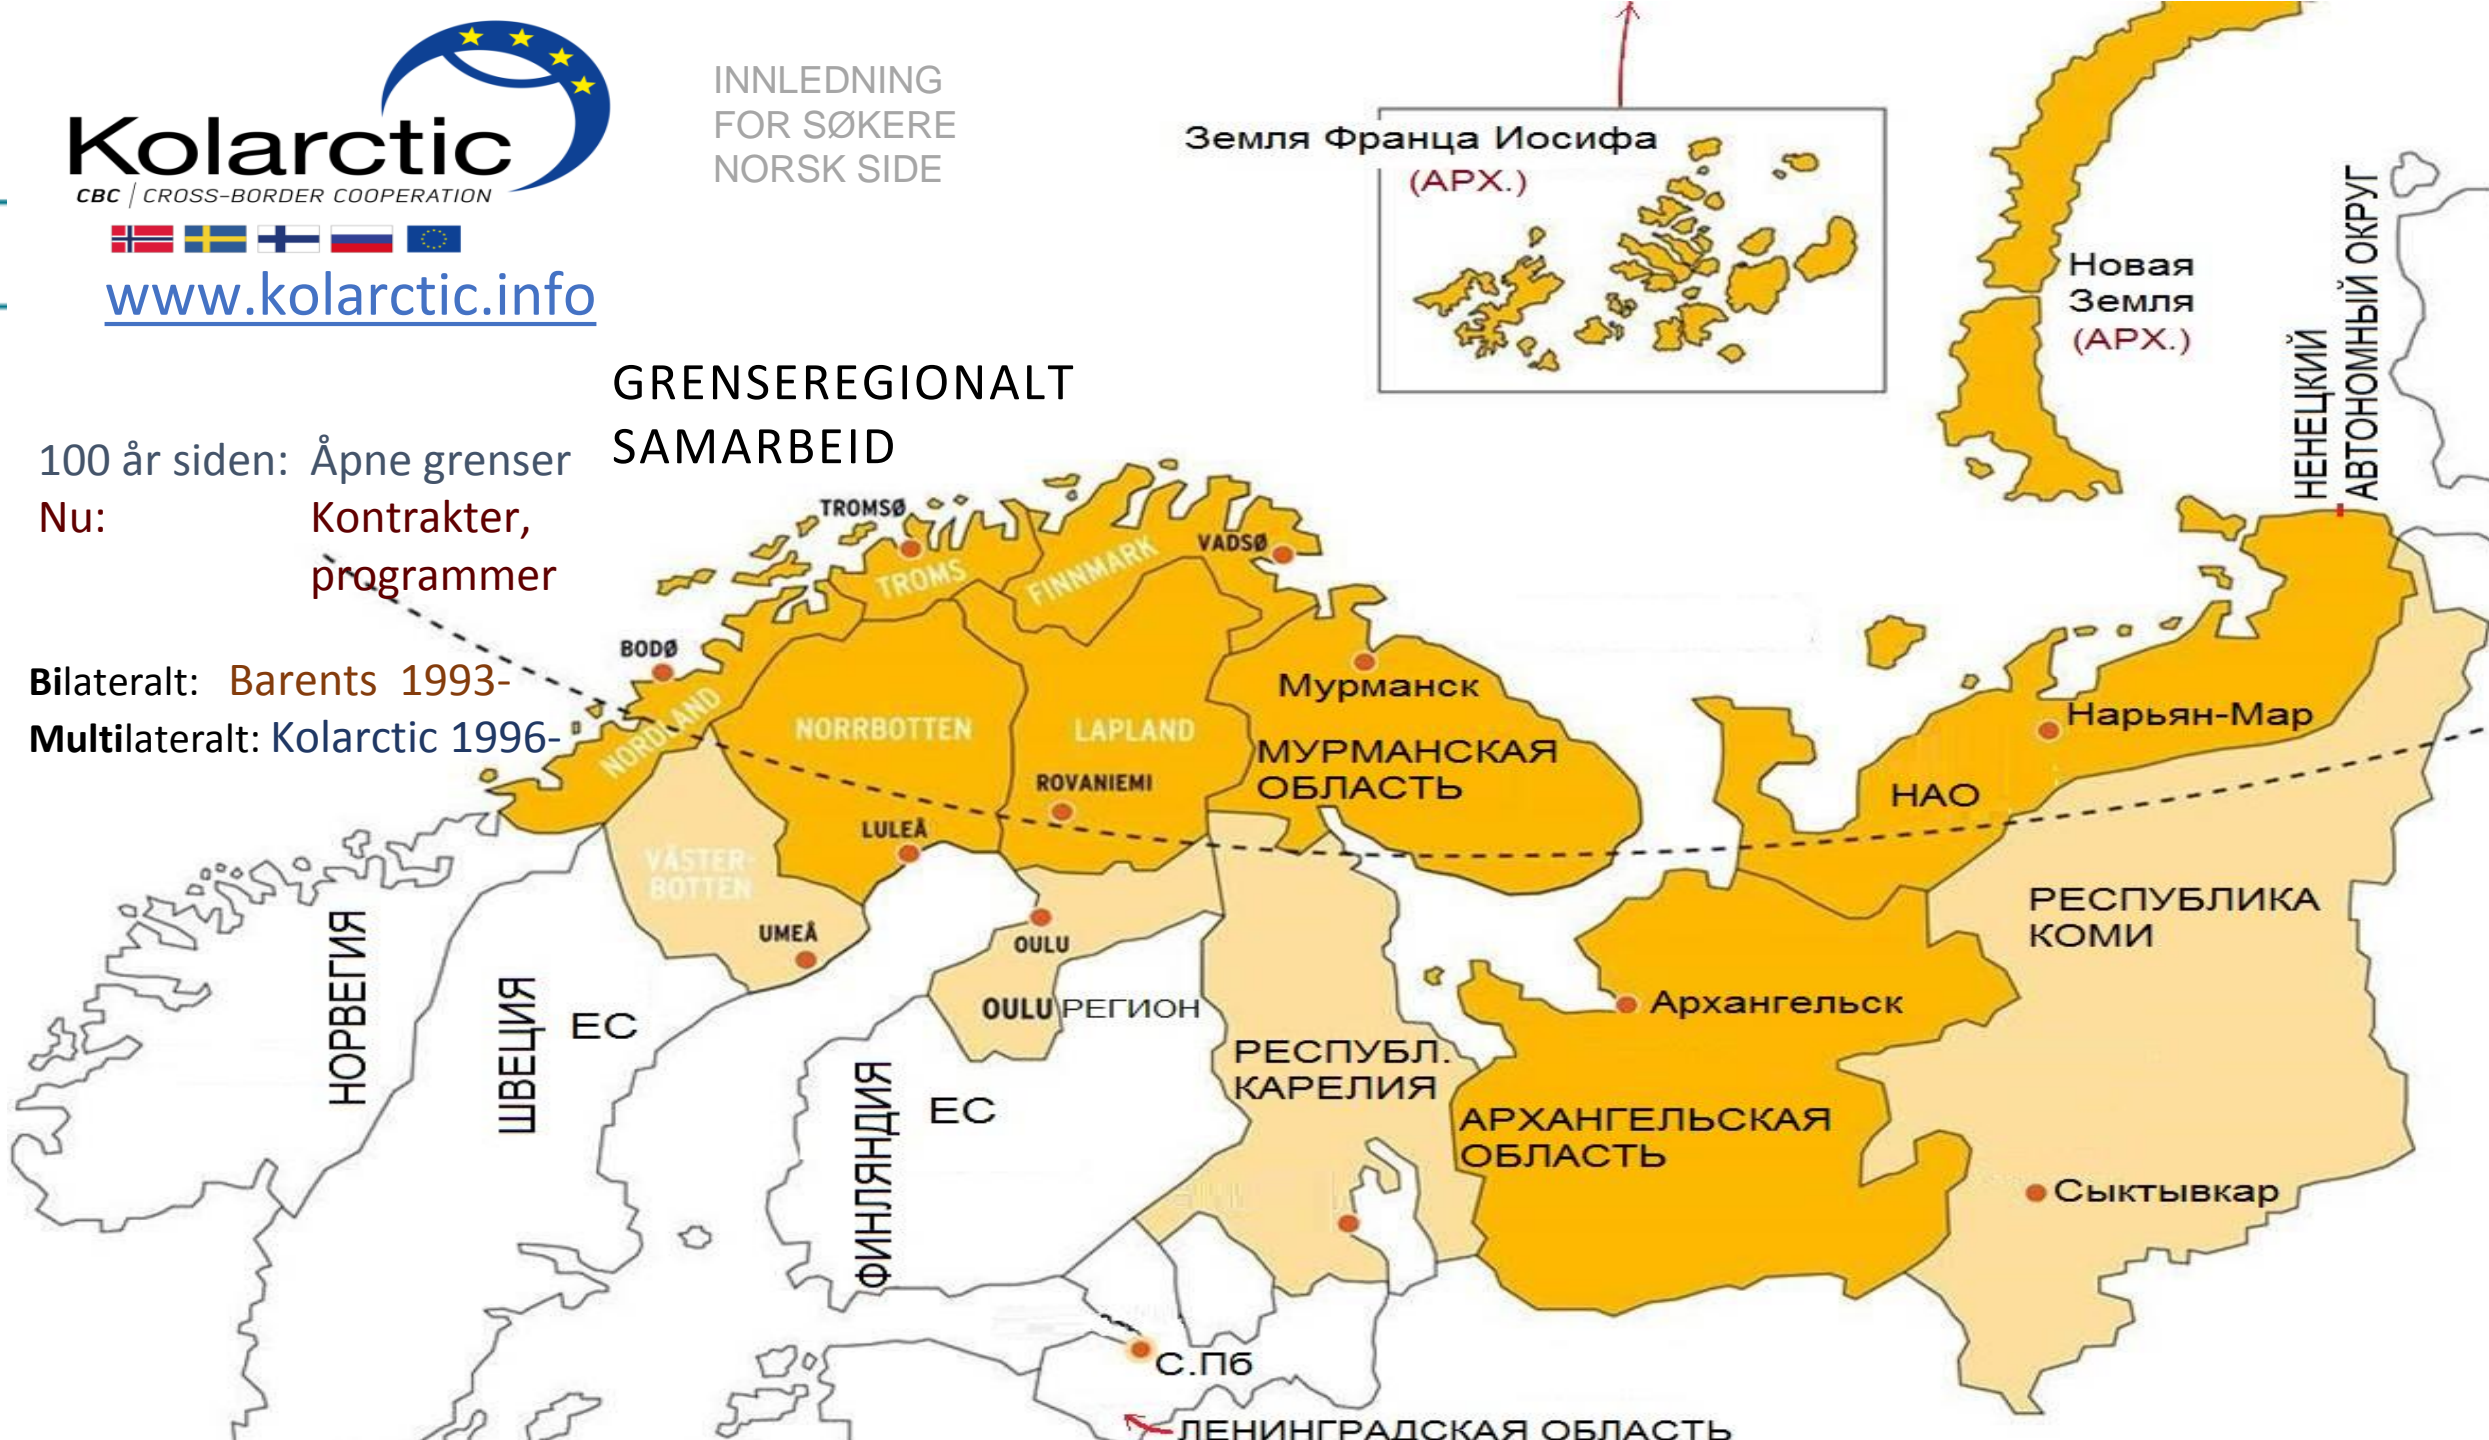 Kolarctic
CBC | CROSS-BORDER COOPERATION
www.kolarctic.info
INNLEDNING
FOR SØKERE
NORSK SIDE
GRENSEREGIONALT
SAMARBEID
100 år siden: Åpne grenser
Nu: Kontrakter,
programmer
Bilateralt: Barents 1993-
Multilateralt: Kolarctic 1996-
Земля Франца Иосифа
(АРХ.)
Новая
Земля
(АРХ.)
НЕНЕЦКИЙ
АВТОНОМНЫЙ ОКРУГ
TROMSØ
TROMS
FINNMARK
VADSØ
BODØ
NORDLAND
NORRBOTTEN
LAPLAND
ROVANIEMI
LULEÅ
VÄSTER-
BOTTEN
UMEÅ
OULU
OULU РЕГИОН
Мурманск
МУРМАНСКАЯ
ОБЛАСТЬ
Нарьян-Мар
НАО
РЕСПУБЛИКА
КОМИ
Архангельск
РЕСПУБЛ.
КАРЕЛИЯ
АРХАНГЕЛЬСКАЯ
ОБЛАСТЬ
Сыктывкар
НОРВЕГИЯ
ШВЕЦИЯ
ЕС
ФИНЛЯНДИЯ
ЕС
С.Пб
ЛЕНИНГРАДСКАЯ ОБЛАСТЬ